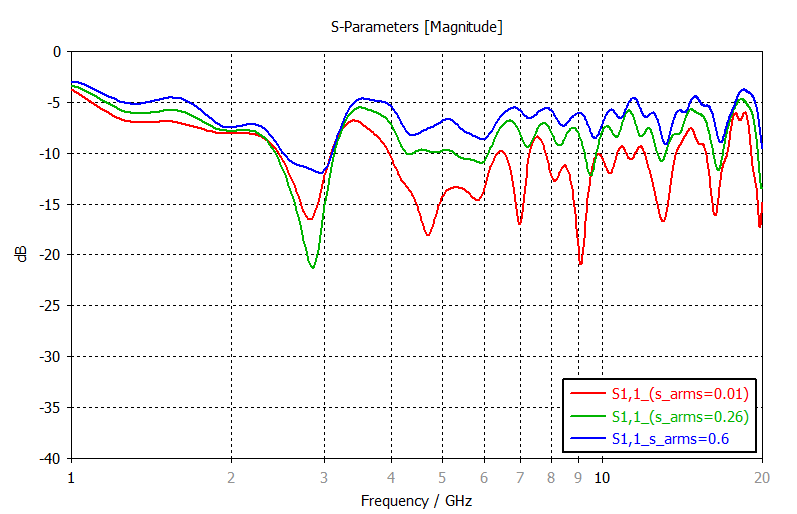 S-Parameters [Magnitude]
0
-5
-10
-15
-20
-25
-30
-35
-40
dB
S1,1_(s_arms=0.01)
S1,1_(s_arms=0.26)
S1,1_s_arms=0.6
1 2 3 4 5 6 7 8 9 10 20
Frequency / GHz